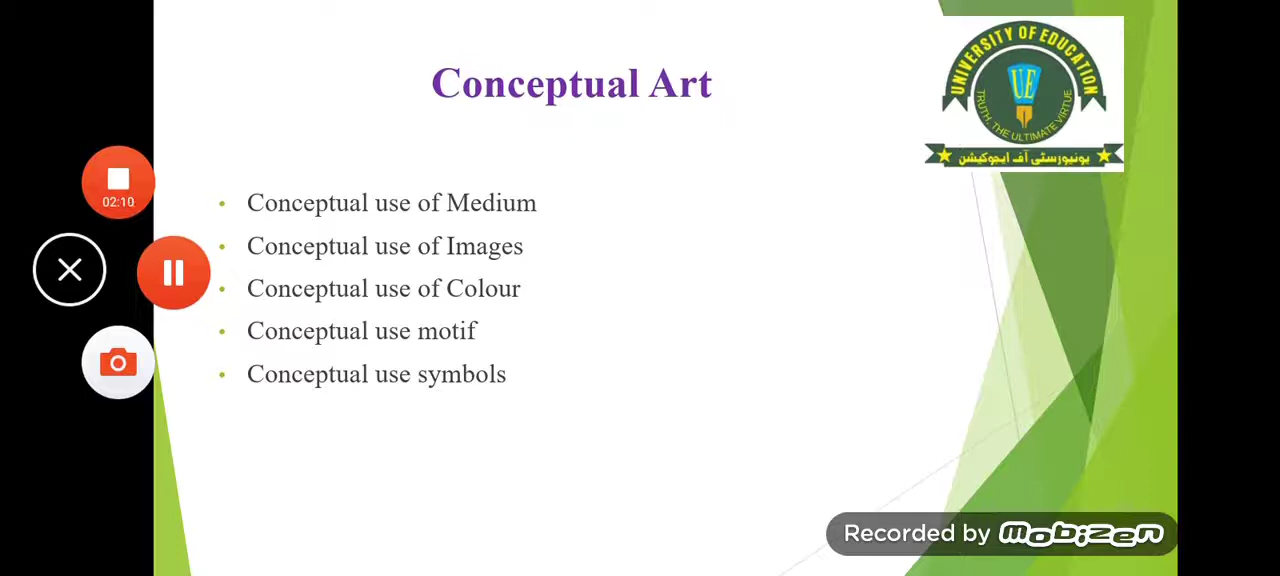 Conceptual Art
UNIVERSITY OF EDUCATION
UE
TRUTH, THE ULTIMATE VIRTUE
یونیورسٹی آف ایجوکیشن
• Conceptual use of Medium
• Conceptual use of Images
• Conceptual use of Colour
• Conceptual use motif
• Conceptual use symbols
02:10
Recorded by Mobizen